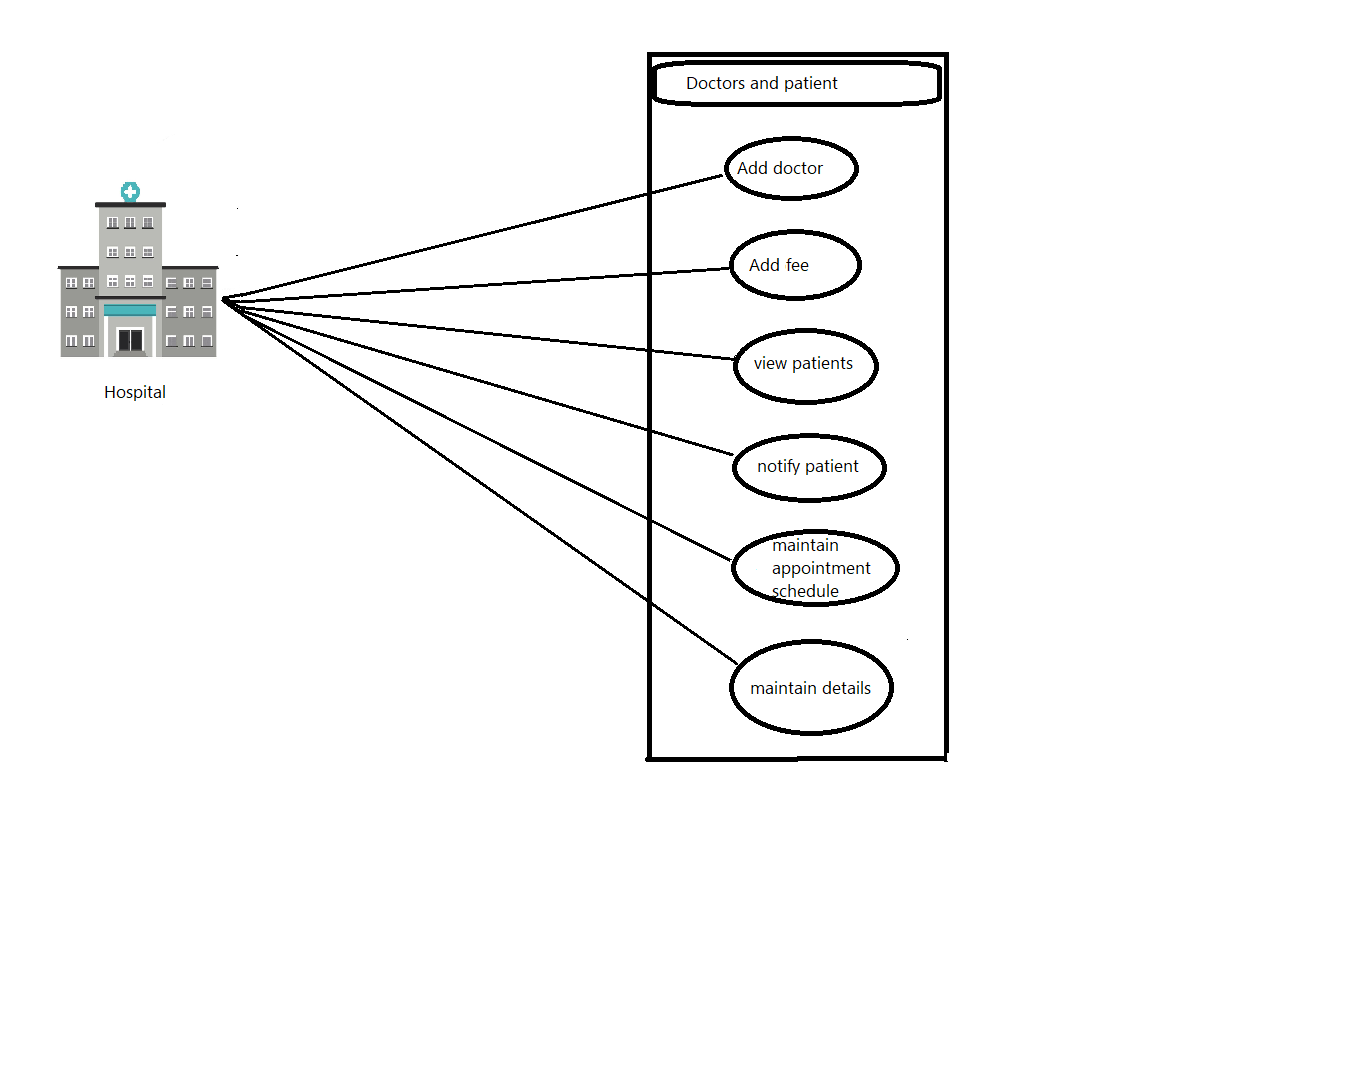 Doctors and patient
Add doctor
Add fee
view patients
notify patient
maintain
appointment
schedule
maintain details
Hospital